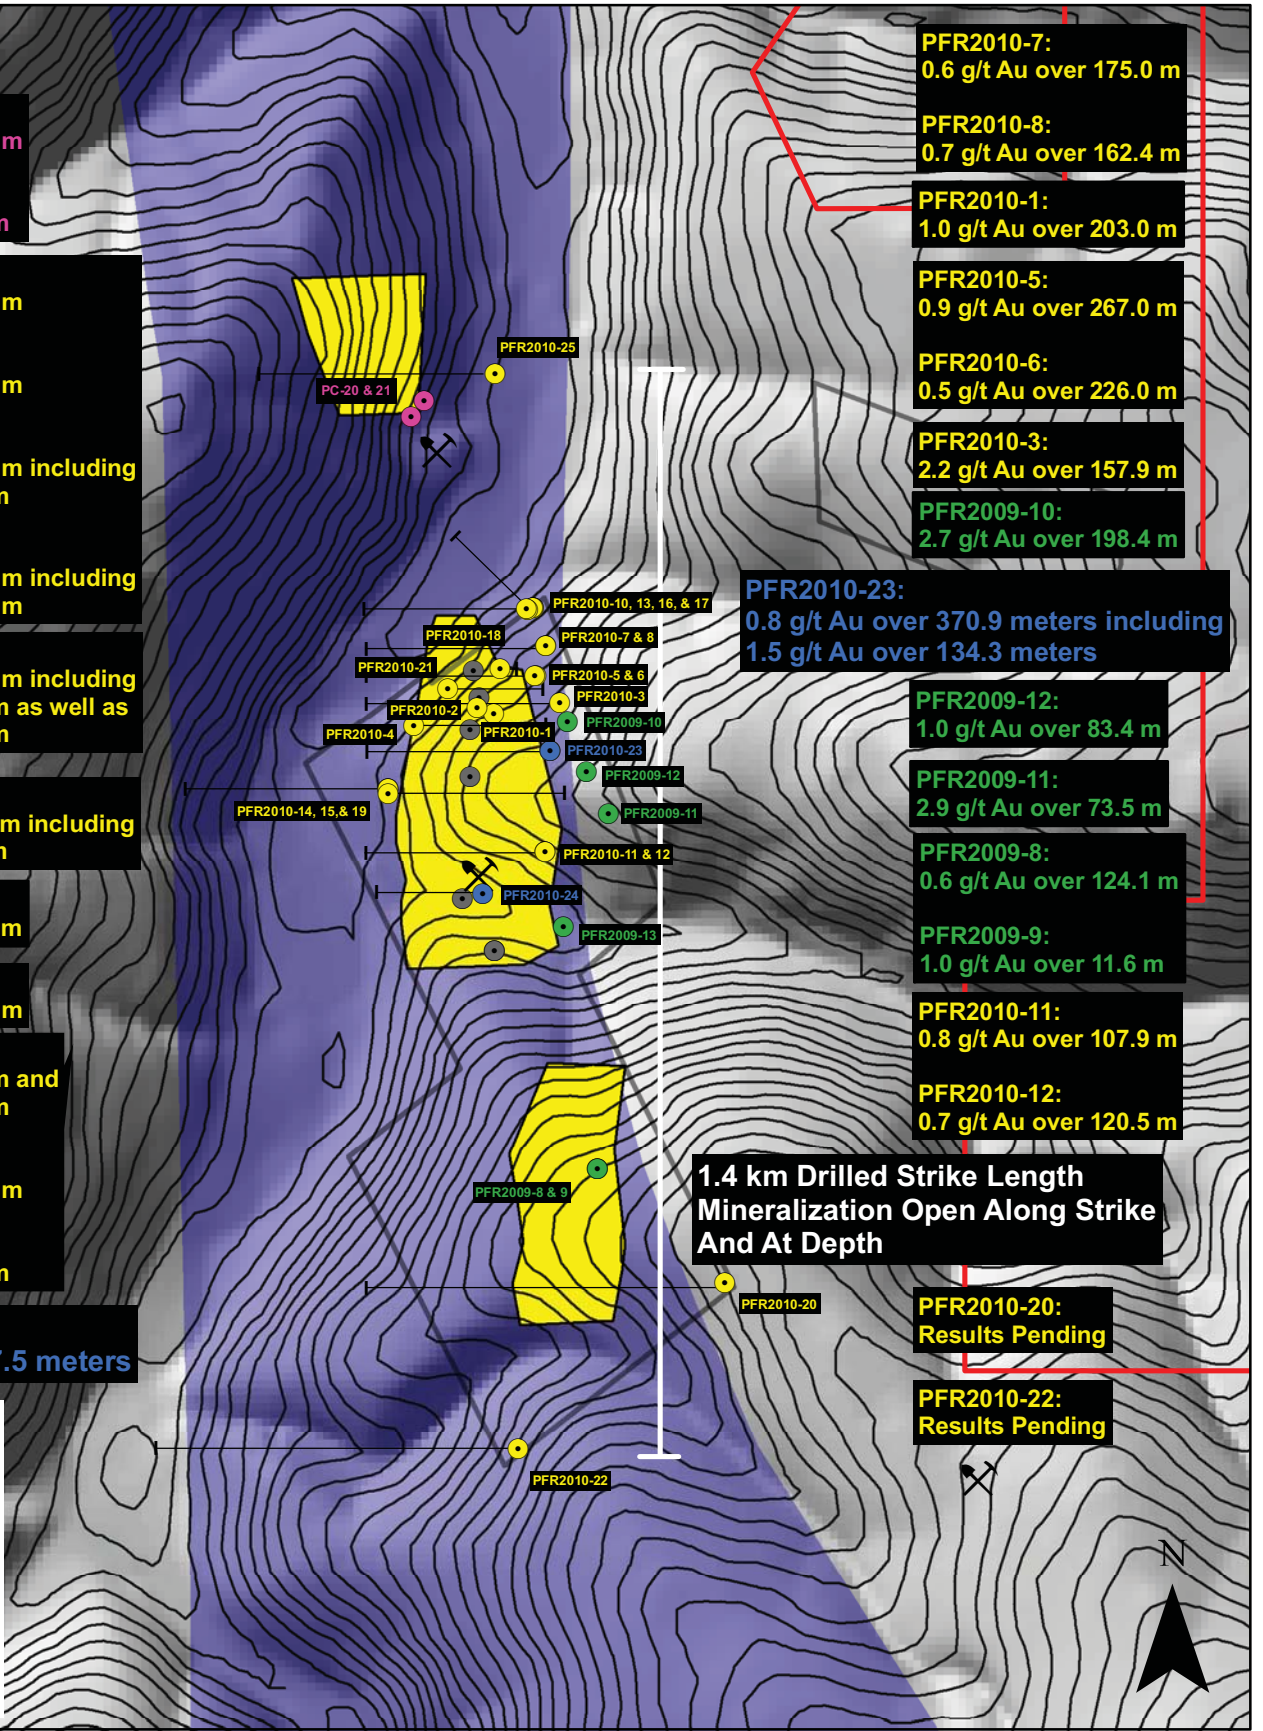 m
m
m
m
m including
m
m including
m
m including
m as well as
m
m including
m
m
m
m and
m
m
m
7.5 meters
PFR2010-25
PC-20 & 21
PFR2010-10, 13, 16, & 17
PFR2010-18
PFR2010-7 & 8
PFR2010-21
PFR2010-5 & 6
PFR2010-3
PFR2010-2
PFR2009-10
PFR2010-4
PFR2010-1
PFR2010-23
PFR2009-12
PFR2010-14, 15,& 19
PFR2009-11
PFR2010-11 & 12
PFR2010-24
PFR2009-13
PFR2009-8 & 9
PFR2010-20
PFR2010-22
PFR2010-7:
0.6 g/t Au over 175.0 m
PFR2010-8:
0.7 g/t Au over 162.4 m
PFR2010-1:
1.0 g/t Au over 203.0 m
PFR2010-5:
0.9 g/t Au over 267.0 m
PFR2010-6:
0.5 g/t Au over 226.0 m
PFR2010-3:
2.2 g/t Au over 157.9 m
PFR2009-10:
2.7 g/t Au over 198.4 m
PFR2010-23:
0.8 g/t Au over 370.9 meters including
1.5 g/t Au over 134.3 meters
PFR2009-12:
1.0 g/t Au over 83.4 m
PFR2009-11:
2.9 g/t Au over 73.5 m
PFR2009-8:
0.6 g/t Au over 124.1 m
PFR2009-9:
1.0 g/t Au over 11.6 m
PFR2010-11:
0.8 g/t Au over 107.9 m
PFR2010-12:
0.7 g/t Au over 120.5 m
1.4 km Drilled Strike Length
Mineralization Open Along Strike
And At Depth
PFR2010-20:
Results Pending
PFR2010-22:
Results Pending
N